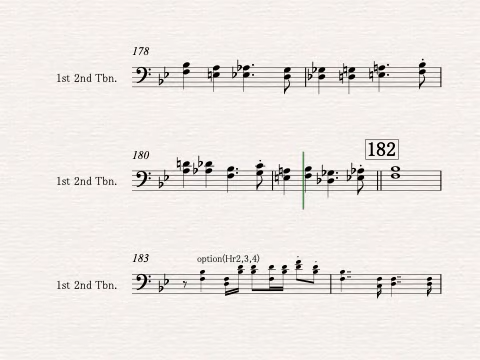 178
1st 2nd Tbn.
182
180
1st 2nd Tbn.
183
option(Hr2,3,4)
1st 2nd Tbn.